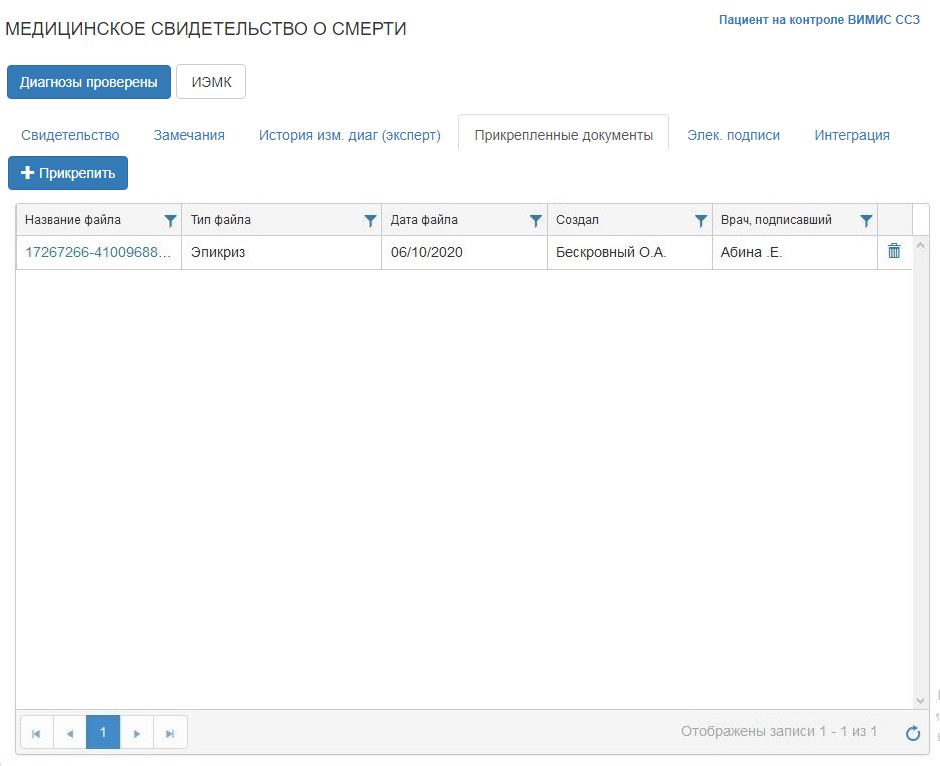 МЕДИЦИНСКОЕ СВИДЕТЕЛЬСТВО О СМЕРТИ
Пациент на контроле ВИМИС ССЗ
Диагнозы проверены ИЭМК
Свидетельство Замечания История изм. диаг (эксперт) Прикрепленные документы Элек. подписи Интеграция
Прикрепить
Название файла Тип файла Дата файла Создал Врач, подписавший
17267266-41009688... Эпикриз 06/10/2020 Бескровный О.А. Абина .Е.
1
Отображены записи 1 - 1 из 1